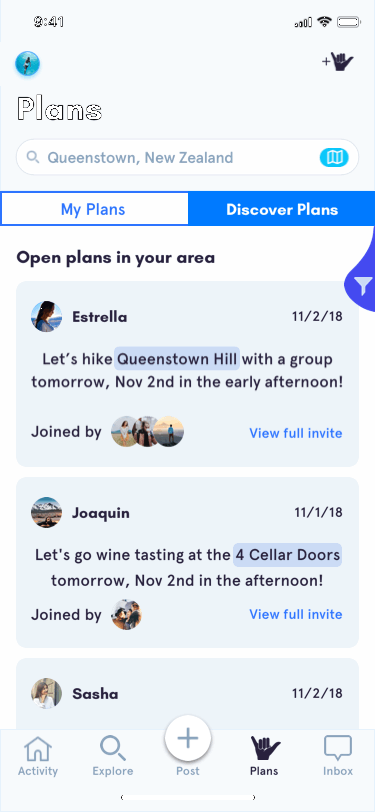 9:41
+
Plans
Queenstown, New Zealand
My Plans
Discover Plans
Open plans in your area
Estrella
11/2/18
Let’s hike Queenstown Hill with a group
tomorrow, Nov 2nd in the early afternoon!
Joined by
View full invite
Joaquin
11/1/18
Let's go wine tasting at the 4 Cellar Doors
tomorrow, Nov 2nd in the afternoon!
Joined by
View full invite
Sasha
11/2/18
Activity
Explore
Post
Plans
Inbox